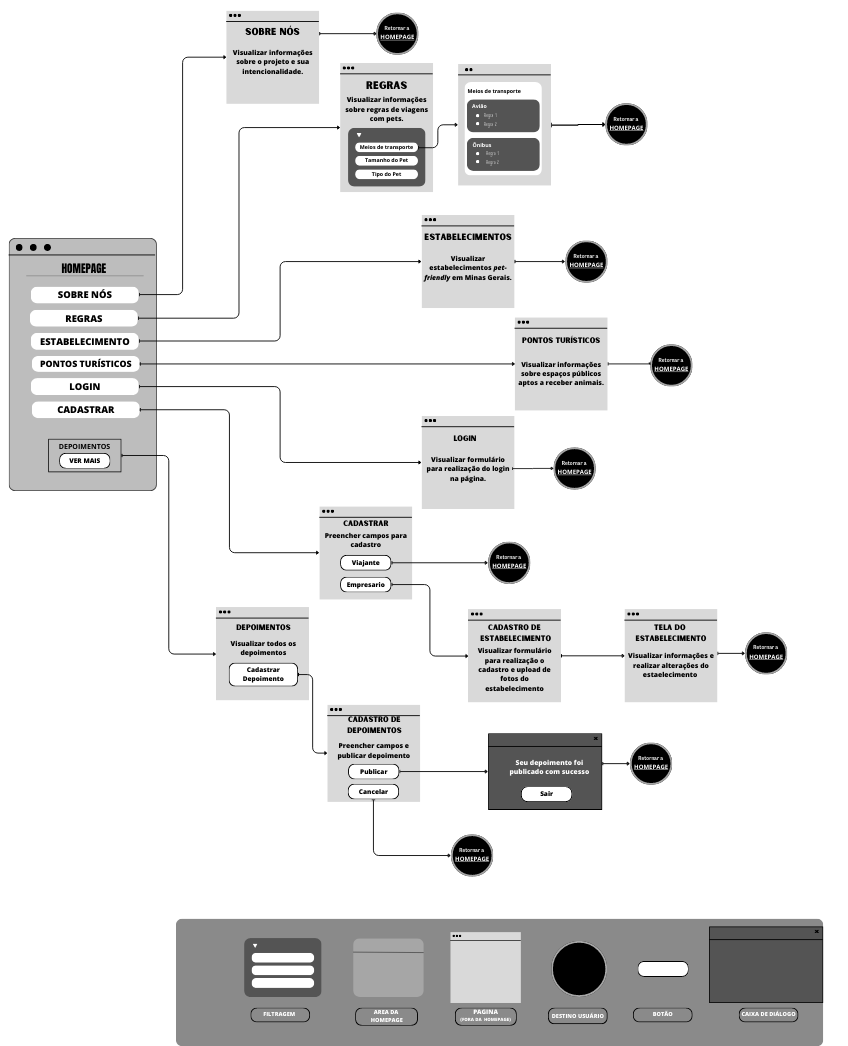 SOBRE NÓS
Visualizar informações
sobre o projeto e sua
intencionalidade.
Retornar a
HOMEPAGE
REGRAS
Visualizar informações
sobre regras de viagens
com pets.
Meios de transporte
Tamanho do Pet
Tipo do Pet
Meios de transporte
Avião
Regra 1
Regra 2
Ônibus
Regra 1
Regra 2
Retornar a
HOMEPAGE
HOMEPAGE
SOBRE NÓS
REGRAS
ESTABELECIMENTO
PONTOS TURÍSTICOS
LOGIN
CADASTRAR
DEPOIMENTOS
VER MAIS
ESTABELECIMENTOS
Visualizar
estabelecimentos pet-
friendly em Minas Gerais.
Retornar a
HOMEPAGE
PONTOS TURÍSTICOS
Visualizar informações
sobre espaços públicos
aptos a receber animais.
Retornar a
HOMEPAGE
LOGIN
Visualizar formulário
para realização do login
na página.
Retornar a
HOMEPAGE
CADASTRAR
Preencher campos para
cadastro
Viajante
Empresario
Retornar a
HOMEPAGE
CADASTRO DE
ESTABELECIMENTO
Visualizar formulário
para realização o
cadastro e upload de
fotos do
estabelecimento
TELA DO
ESTABELECIMENTO
Visualizar informações e
realizar alterações do
estaelecimento
Retornar a
HOMEPAGE
DEPOIMENTOS
Visualizar todos os
depoimentos
Cadastrar
Depoimento
CADASTRO DE
DEPOIMENTOS
Preencher campos e
publicar depoimento
Publicar
Cancelar
Seu depoimento foi
publicado com sucesso
Sair
Retornar a
HOMEPAGE
Retornar a
HOMEPAGE
FILTRAGEM
AREA DA
HOMEPAGE
PAGINA
(FORA DA HOMEPAGE)
DESTINO USUÁRIO
BOTÃO
CAIXA DE DIÁLOGO